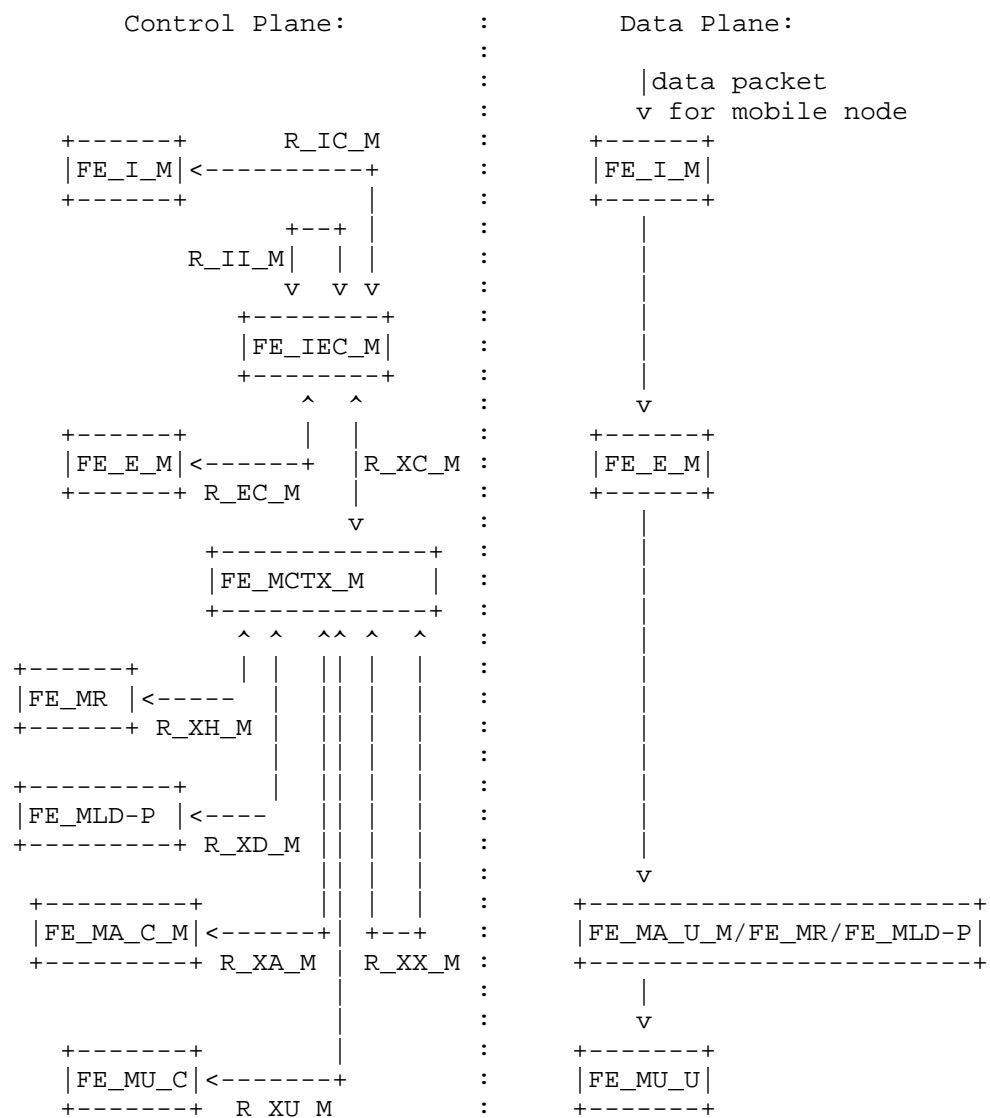 Control Plane: : Data Plane:
|data packet
v for mobile node
R_IC_M
FE_I_M FE_I_M
R_II_M
v v v
FE_IEC_M
^ ^ v
FE_E_M R_XC_M FE_E_M
R_EC_M
v
FE_MCTX_M
^ ^ ^^ ^ ^
FE_MR
R_XH_M
FE_MLD-P
R_XD_M
v
FE_MA_C_M FE_MA_U_M/FE_MR/FE_MLD-P
R_XA_M R_XX_M
v
FE_MU_C FE_MU_U
R_XU_M